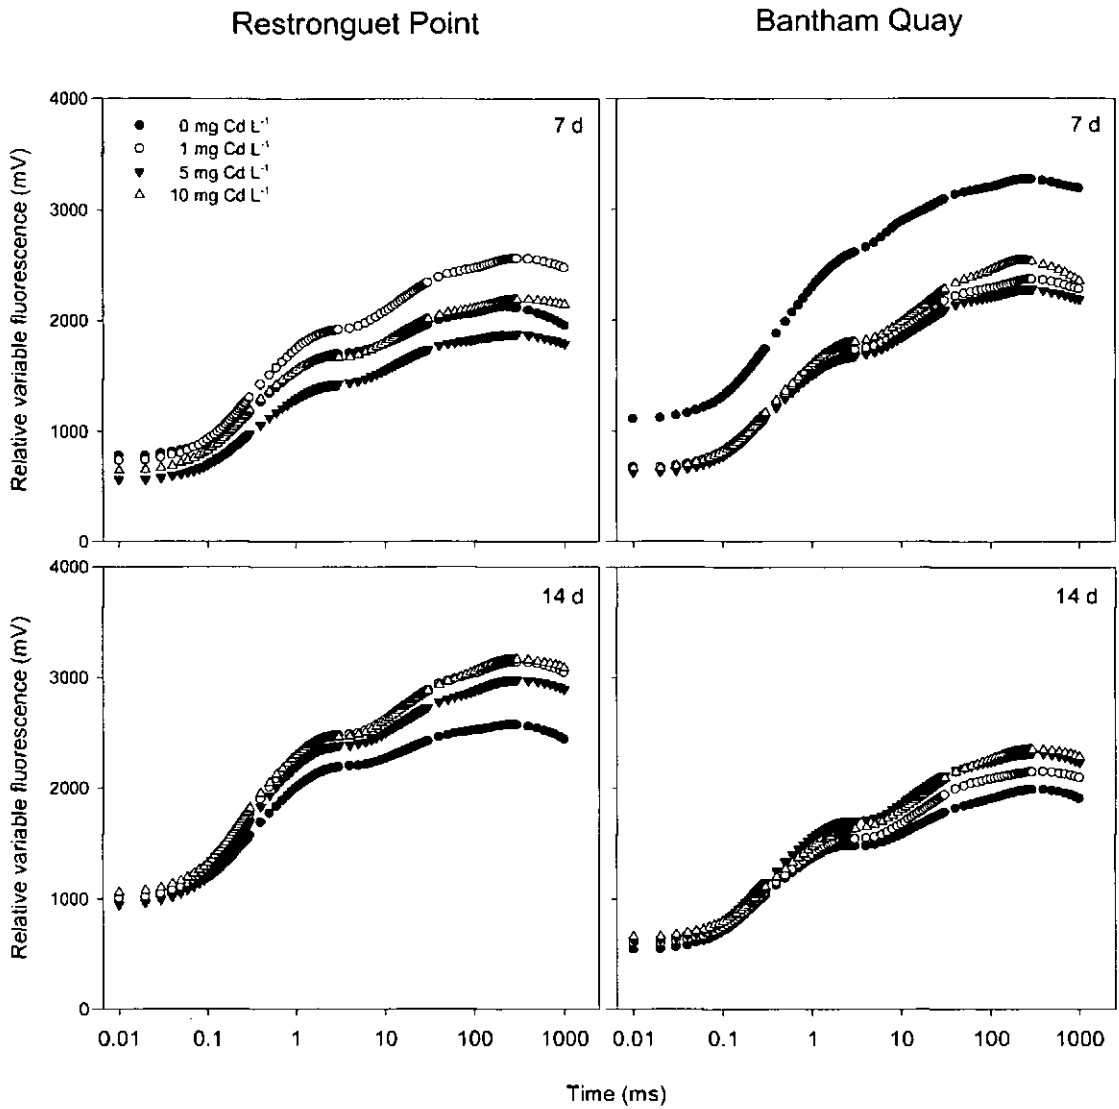 Restronguet Point
Bantham Quay
Relative variable fluorescence (mV)
4000
3000
2000
1000
0
0 mg Cd L⁻¹
1 mg Cd L⁻¹
5 mg Cd L⁻¹
10 mg Cd L⁻¹
7 d
7 d
Relative variable fluorescence (mV)
4000
3000
2000
1000
0
14 d
14 d
0.01 0.1 1 10 100 1000
0.01 0.1 1 10 100 1000
Time (ms)